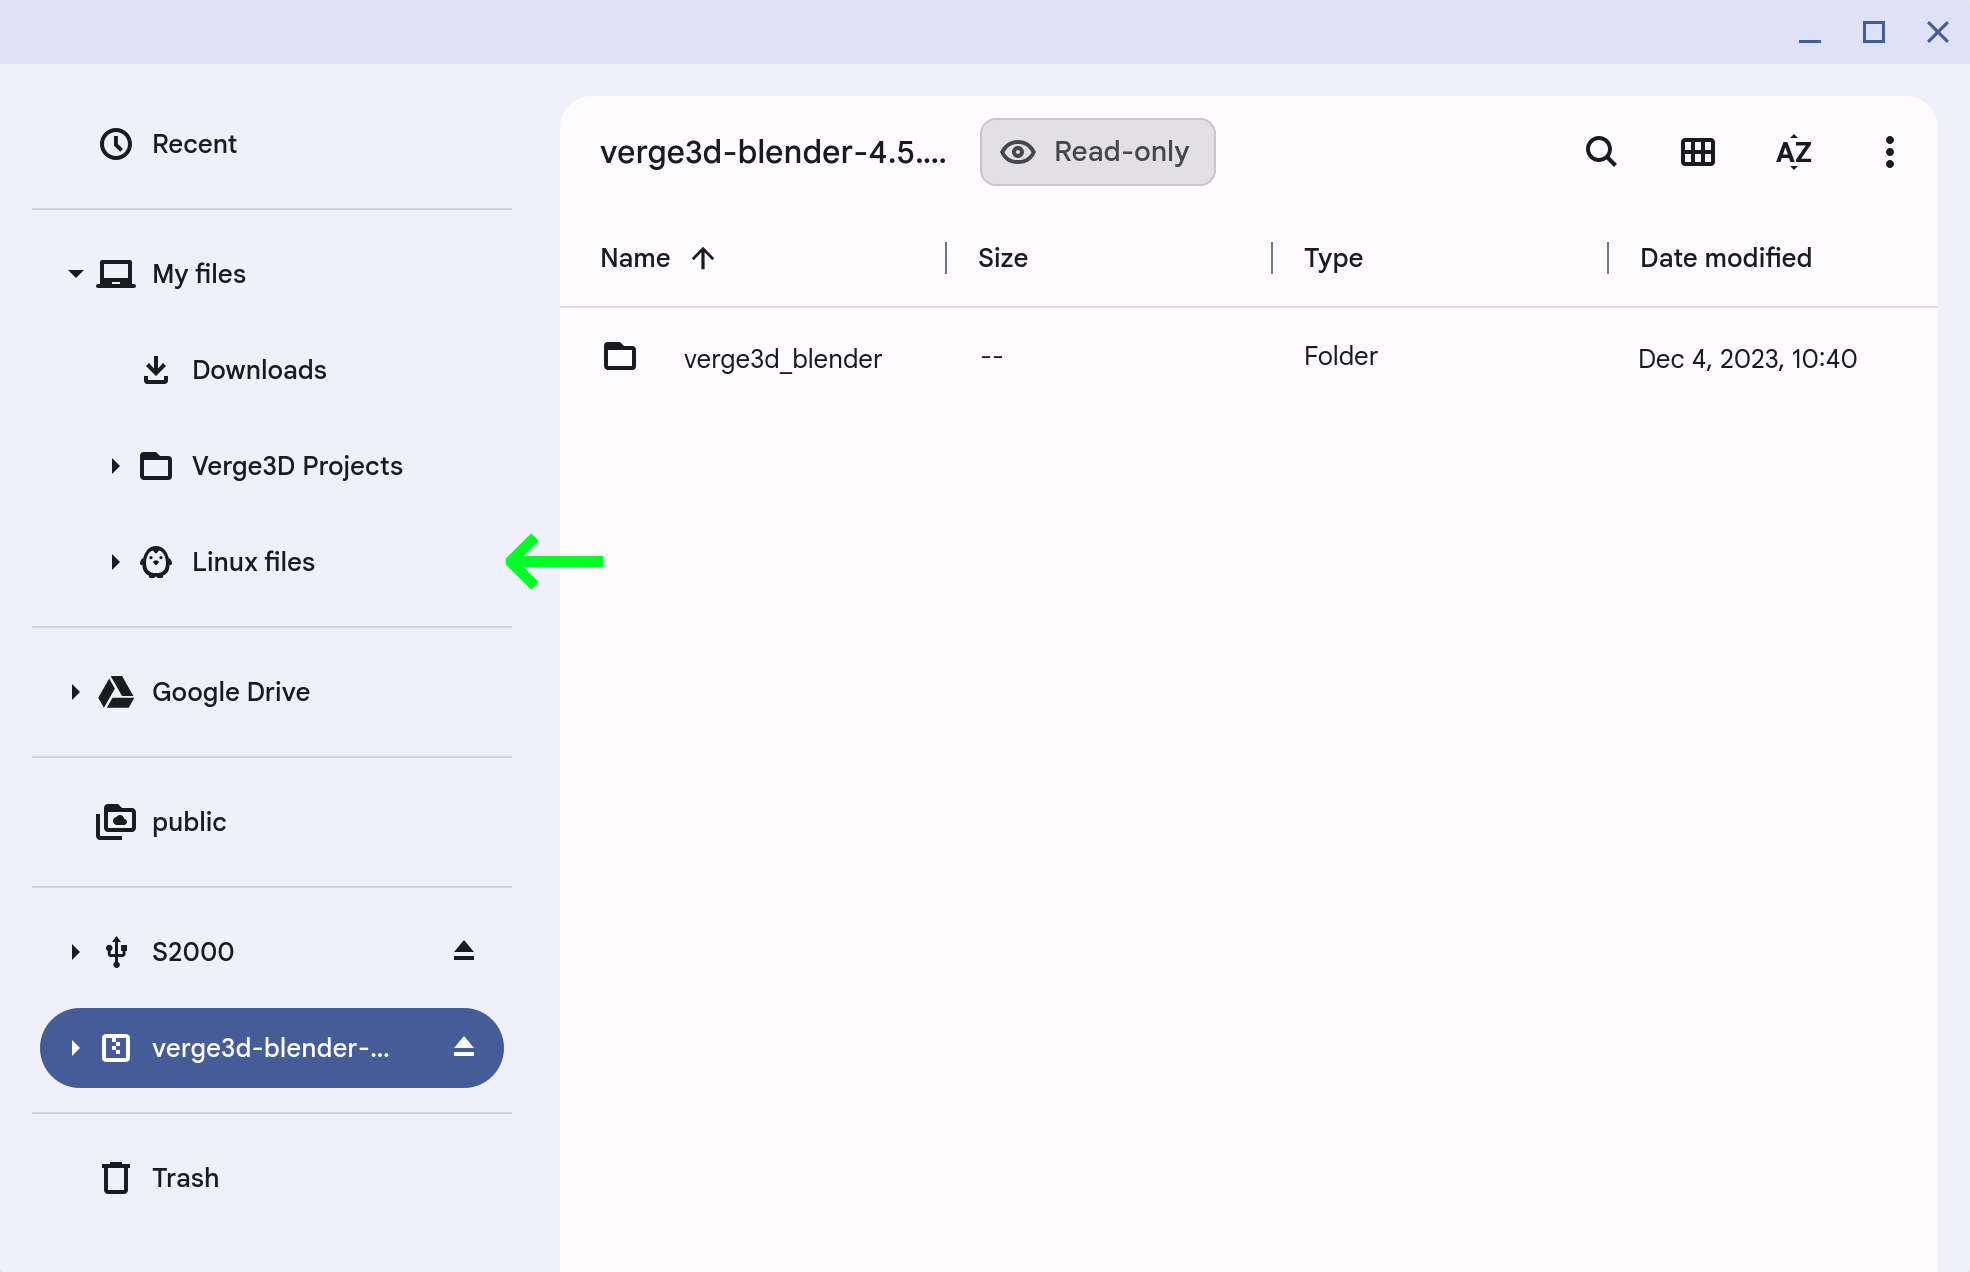 Recent
My files
Downloads
Verge3D Projects
Linux files
Google Drive
public
S2000
verge3d-blender-...
Trash
verge3d-blender-4.5....
Read-only
AZ
Name
Size
Type
Date modified
verge3d_blender
--
Folder
Dec 4, 2023, 10:40